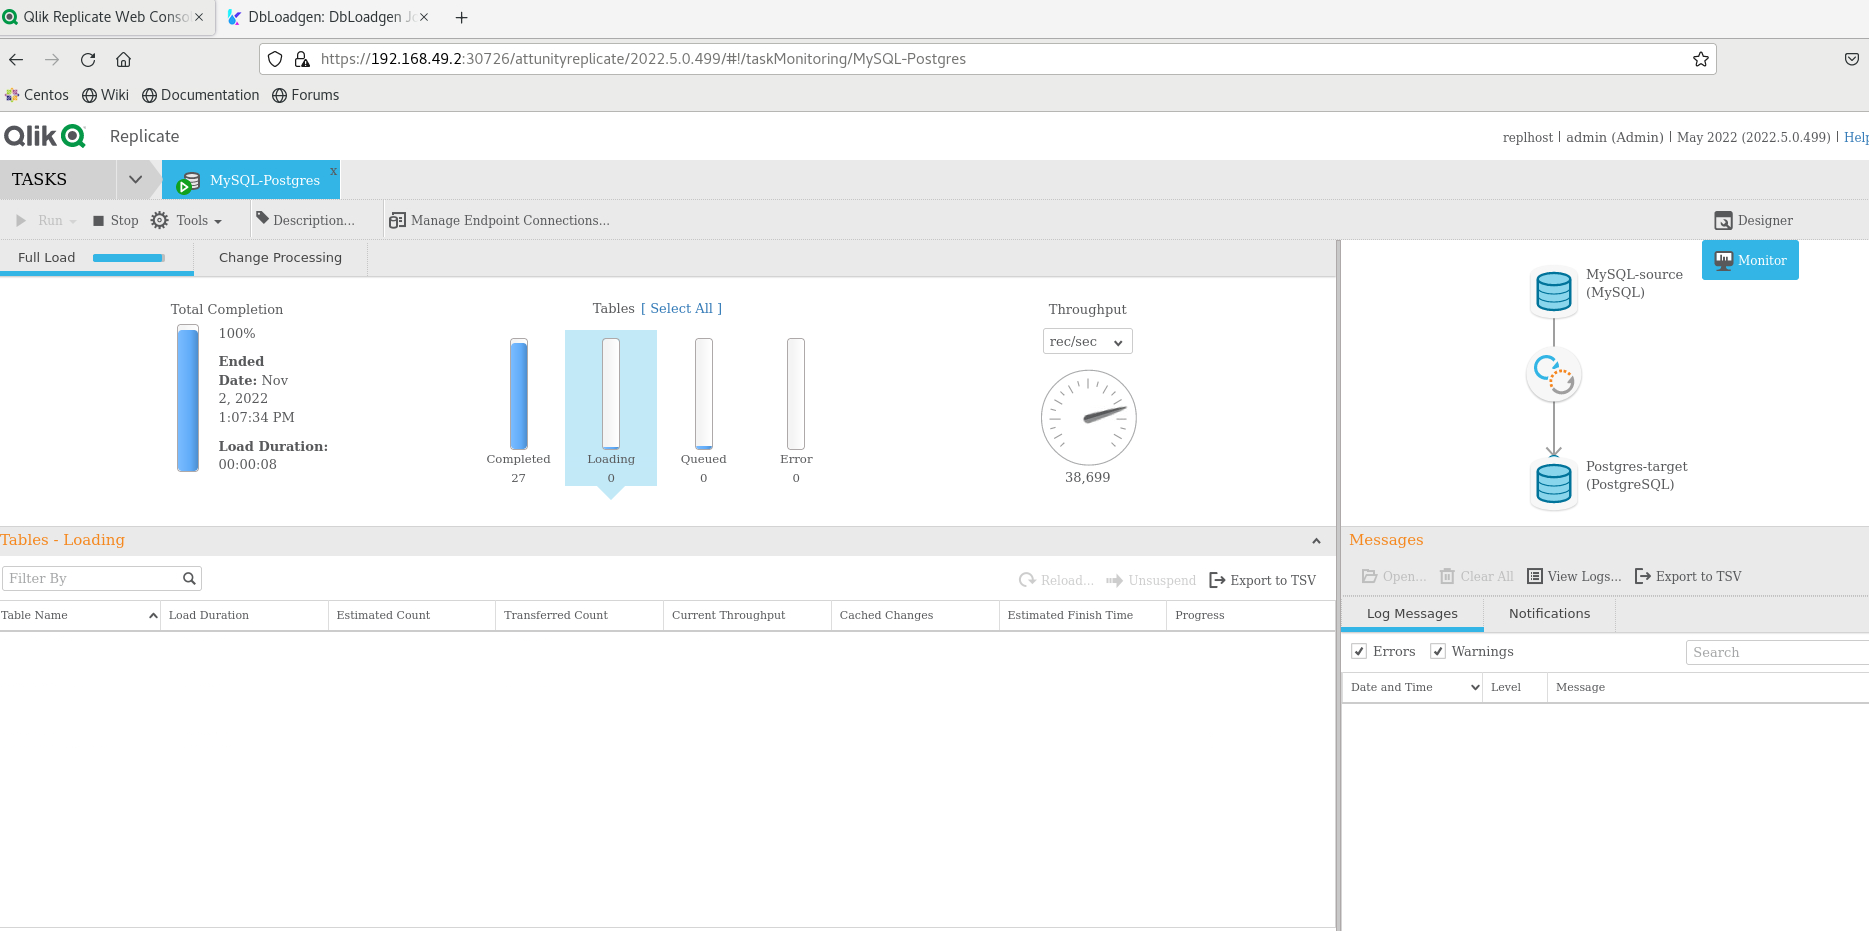 Qlik Replicate Web Conso
DbLoadgen: DbLoadgen Jo
https://192.168.49.2:30726/attunityreplicate/2022.5.0.499/#!/taskMonitoring/MySQL-Postgres
Centos Wiki Documentation Forums
Qlik Replicate
replhost | admin (Admin) | May 2022 (2022.5.0.499) | Help
TASKS MySQL-Postgres x
Run Stop Tools Description... Manage Endpoint Connections... Designer
Monitor
Full Load Change Processing
Total Completion
100%
Ended
Date: Nov
2, 2022
1:07:34 PM
Load Duration:
00:00:08
Tables [ Select All ]
Completed Loading Queued Error
27 0 0 0
Throughput
rec/sec
38,699
MySQL-source
(MySQL)
Postgres-target
(PostgreSQL)
Tables - Loading
Filter By
Reload... Unsuspend Export to TSV
Table Name Load Duration Estimated Count Transferred Count Current Throughput Cached Changes Estimated Finish Time Progress
Messages
Open... Clear All View Logs... Export to TSV
Log Messages Notifications
Errors Warnings Search
Date and Time Level Message